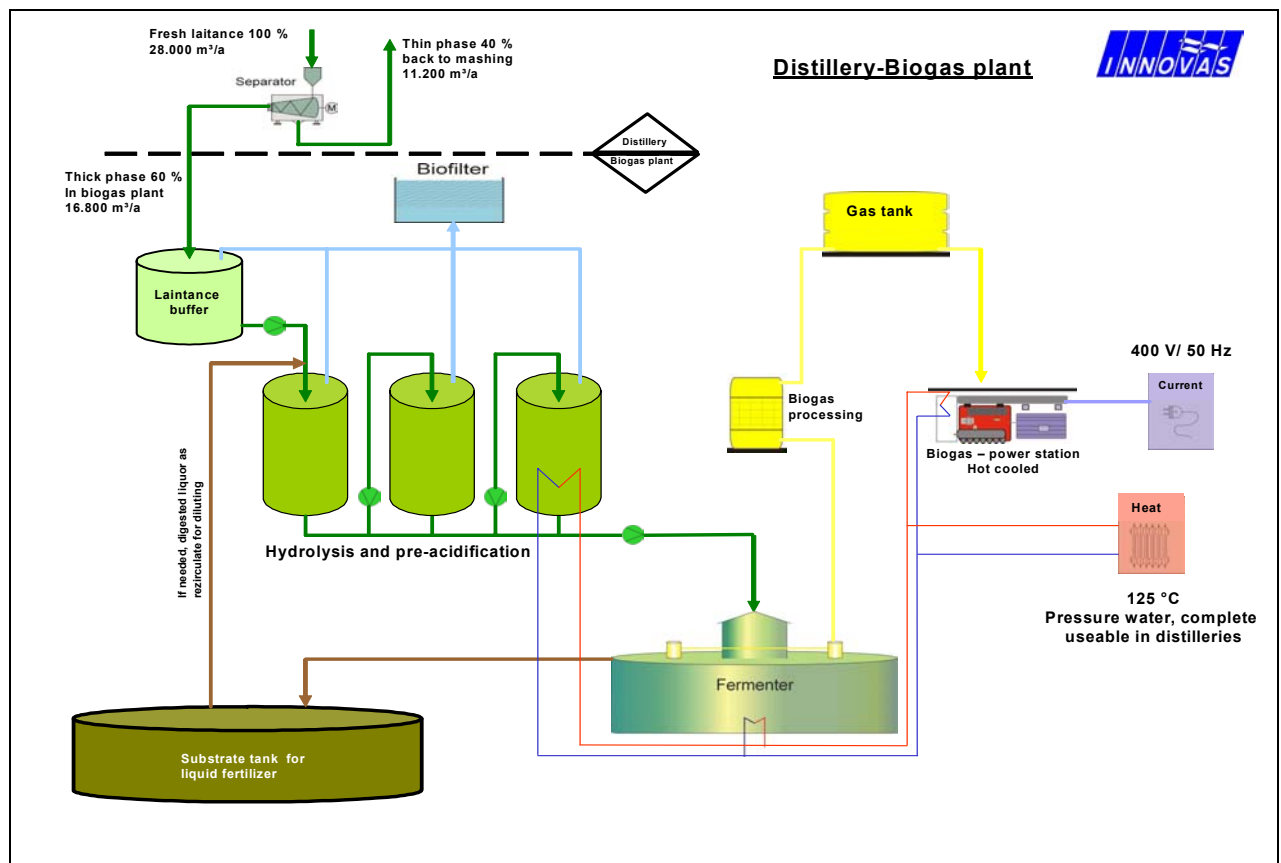 Fresh laitance 100 %
28.000 m³/a
Thin phase 40 %
back to mashing
11.200 m³/a
Distillery-Biogas plant
INNOVAS
Separator
M
Distillery
Biogas plant
Thick phase 60 %
In biogas plant
16.800 m³/a
Biofilter
Gas tank
Laintance
buffer
400 V/ 50 Hz
Current
Biogas
processing
Biogas – power station
Hot cooled
If needed, digested liquor as
rezirculate for diluting
Heat
Hydrolysis and pre-acidification
125 °C
Pressure water, complete
useable in distilleries
Fermenter
Substrate tank for
liquid fertilizer